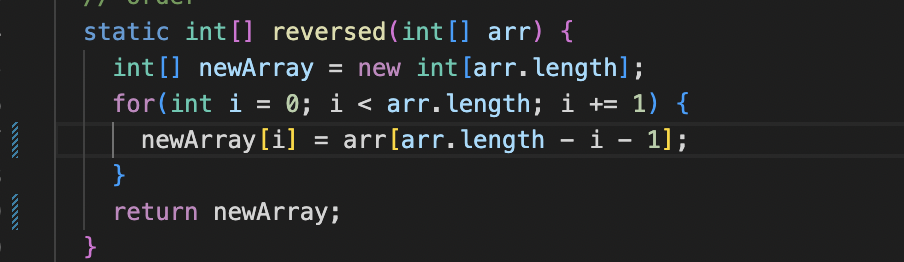 // order
static int[] reversed(int[] arr) {
int[] newArray = new int[arr.length];
for(int i = 0; i < arr.length; i += 1) {
newArray[i] = arr[arr.length - i - 1];
}
return newArray;
}